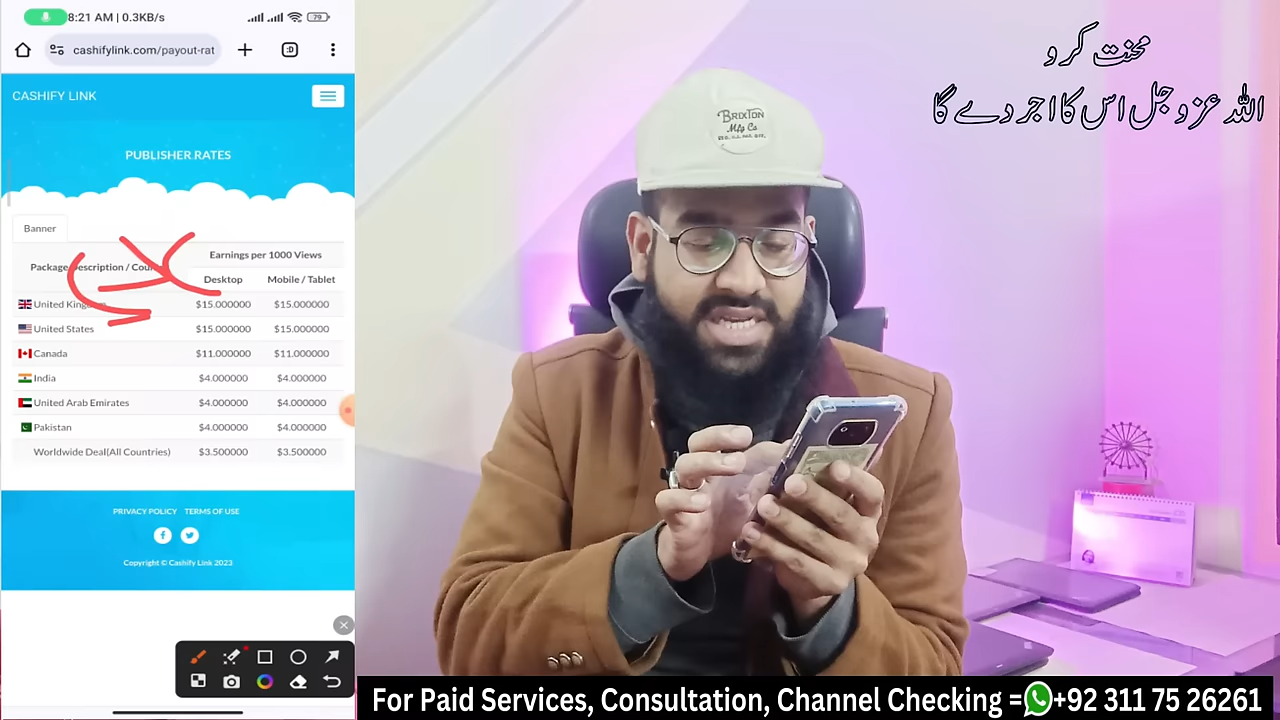 8:21 AM | 0.3KB/s
79
cashifylink.com/payout-rat
:D
CASHIFY LINK
PUBLISHER RATES
Banner
Package Description / Cou
Earnings per 1000 Views
Desktop
Mobile / Tablet
United Kingdom $15.000000 $15.000000
United States $15.000000 $15.000000
Canada $11.000000 $11.000000
India $4.000000 $4.000000
United Arab Emirates $4.000000 $4.000000
Pakistan $4.000000 $4.000000
Worldwide Deal(All Countries) $3.500000 $3.500000
PRIVACY POLICY TERMS OF USE
Copyright © Cashify Link 2023
محنت کرو
اللہ عزوجل اس کا اجر دے گا
BRIXTON
Mfg Co
For Paid Services, Consultation, Channel Checking =+92 311 75 26261